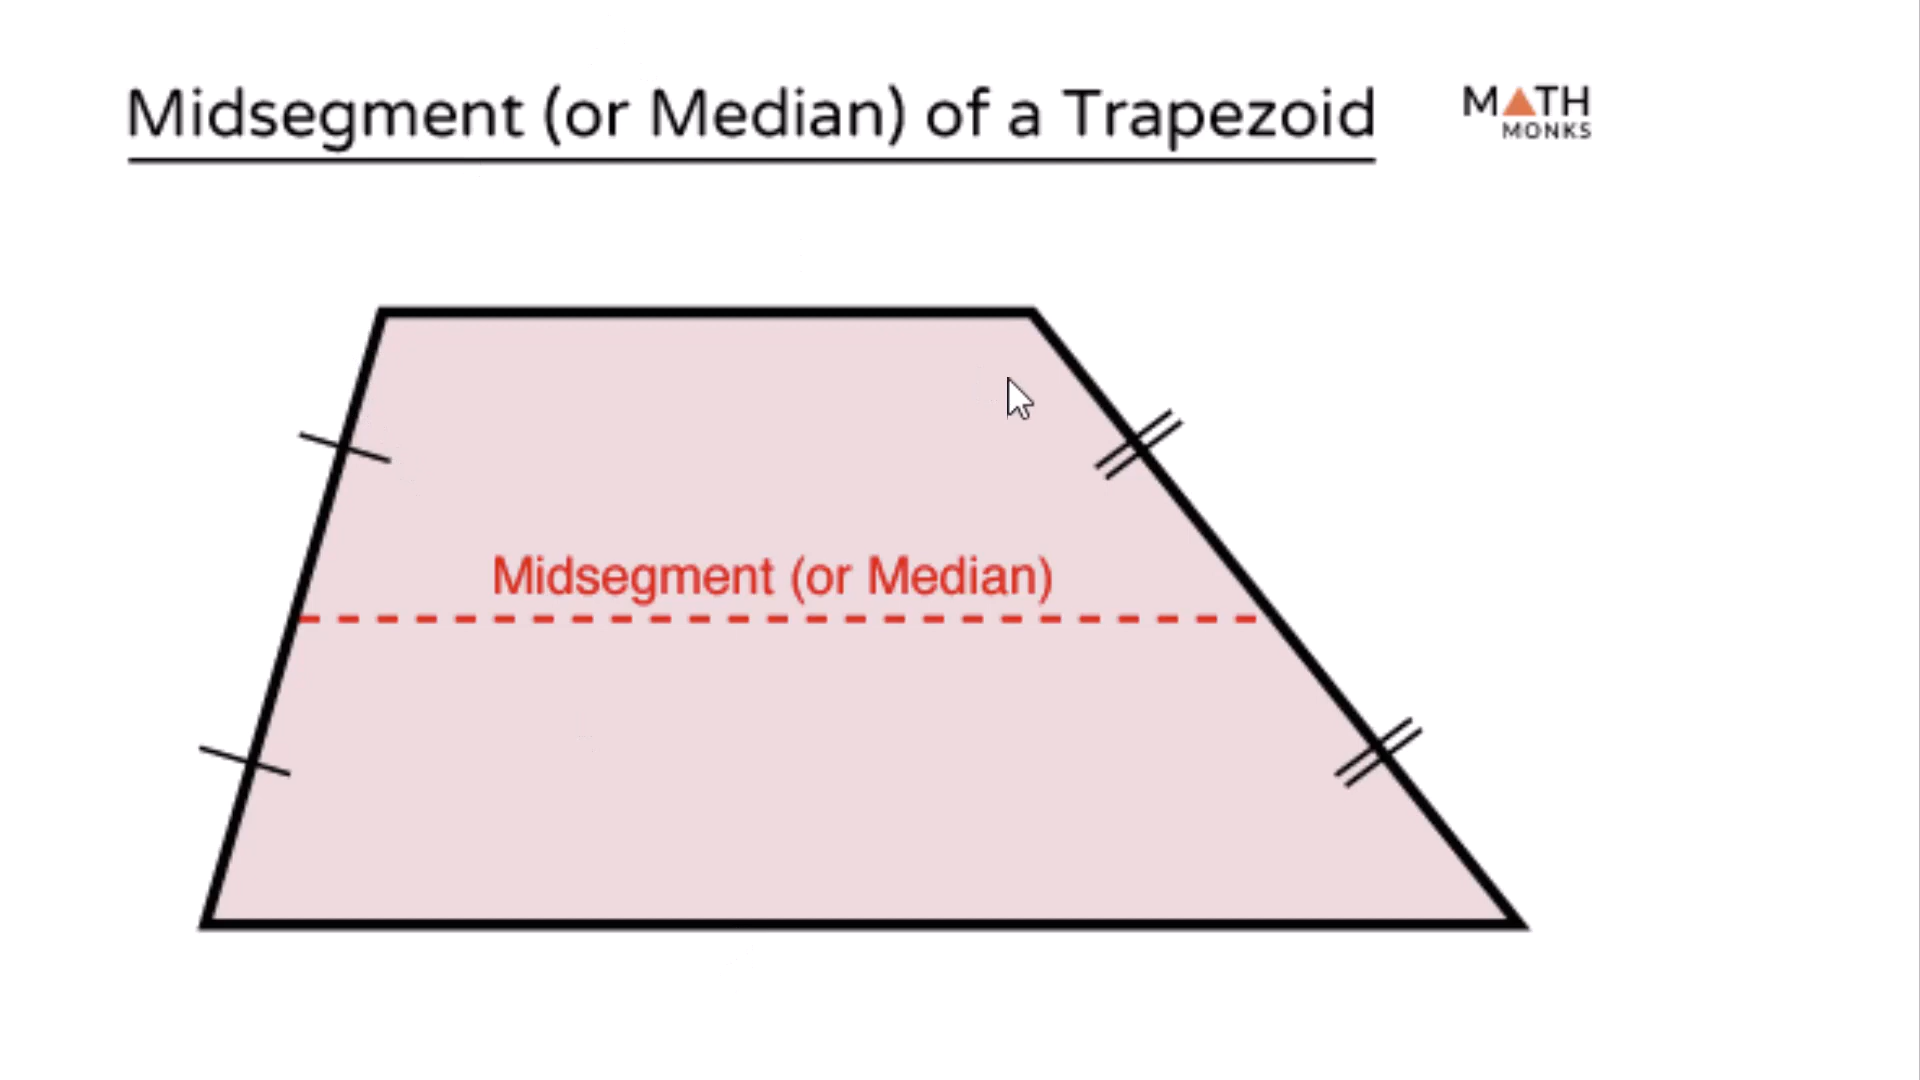 Midsegment (or Median) of a Trapezoid
MATH
MONKS
Midsegment (or Median)